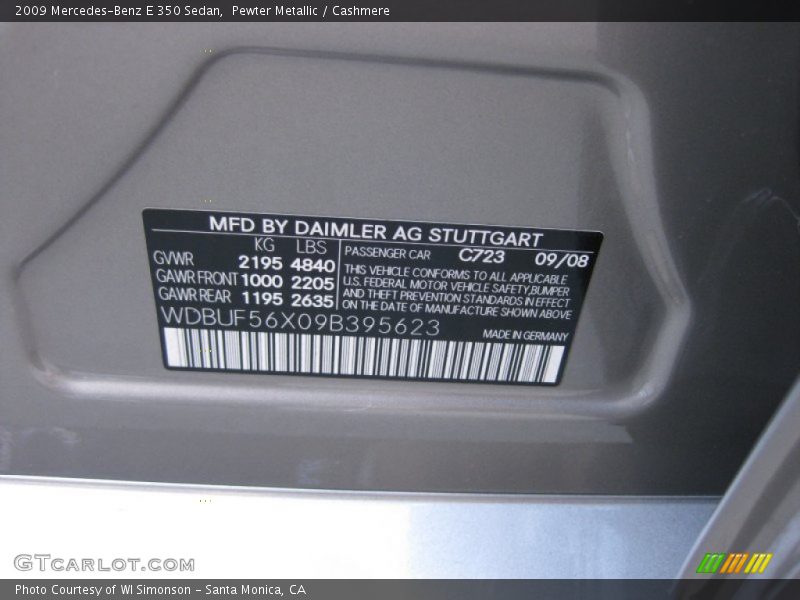 2009 Mercedes-Benz E 350 Sedan,  Pewter Metallic / Cashmere
MFD BY DAIMLER AG STUTTGART
KG LBS
GVWR 2195 4840
GAWR FRONT 1000 2205
GAWR REAR 1195 2635
PASSENGER CAR C723 09/08
THIS VEHICLE CONFORMS TO ALL APPLICABLE
U.S. FEDERAL MOTOR VEHICLE SAFETY, BUMPER
AND THEFT PREVENTION STANDARDS IN EFFECT
ON THE DATE OF MANUFACTURE SHOWN ABOVE
WDBUF56X09B395623
MADE IN GERMANY
GTCARLOT.COM
Photo Courtesy of WI Simonson - Santa Monica, CA